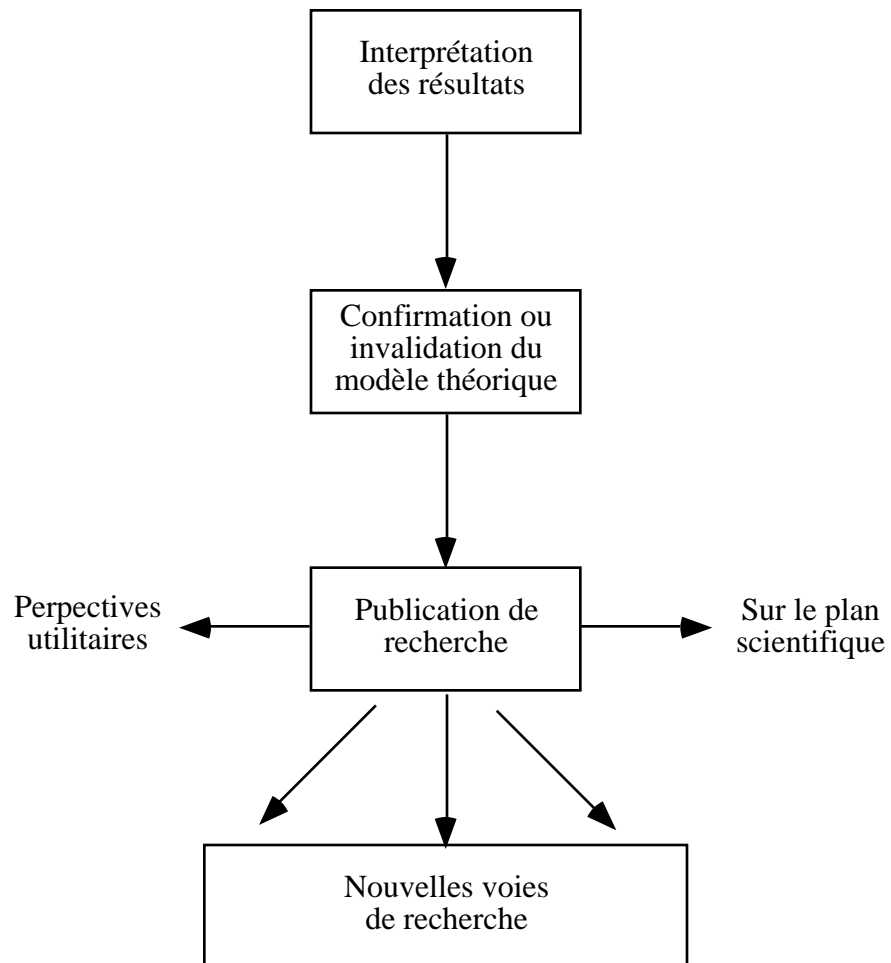 Interprétation
des résultats
Confirmation ou
invalidation du
modèle théorique
Perpectives
utilitaires
Publication de
recherche
Sur le plan
scientifique
Nouvelles voies
de recherche